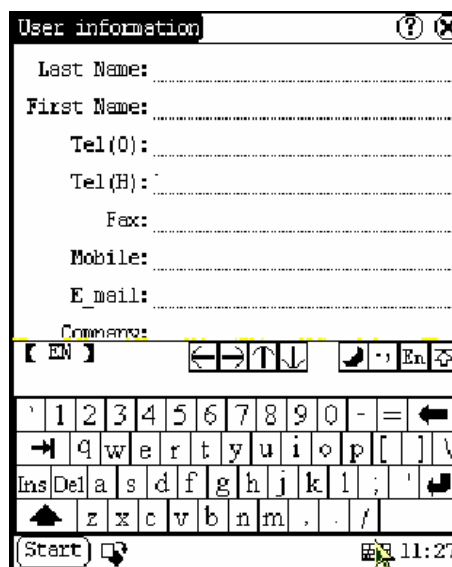 User information ?
Last Name:
First Name:
Tel(O):
Tel(H):
Fax:
Mobile:
E_mail:
Company:
【 EN 】 En
` 1 2 3 4 5 6 7 8 9 0 - =
q w e r t y u i o p [ ] \
Ins Del a s d f g h j k l ; '
z x c v b n m , . /
Start 11:27